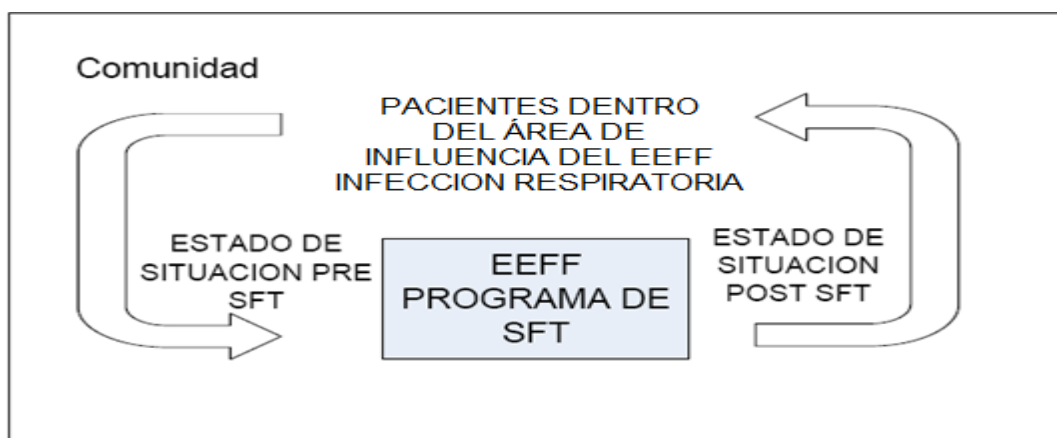 Comunidad
PACIENTES DENTRO
DEL ÁREA DE
INFLUENCIA DEL EEFF
INFECCION RESPIRATORIA
ESTADO DE
SITUACION PRE
SFT
EEFF
PROGRAMA DE
SFT
ESTADO DE
SITUACION
POST SFT